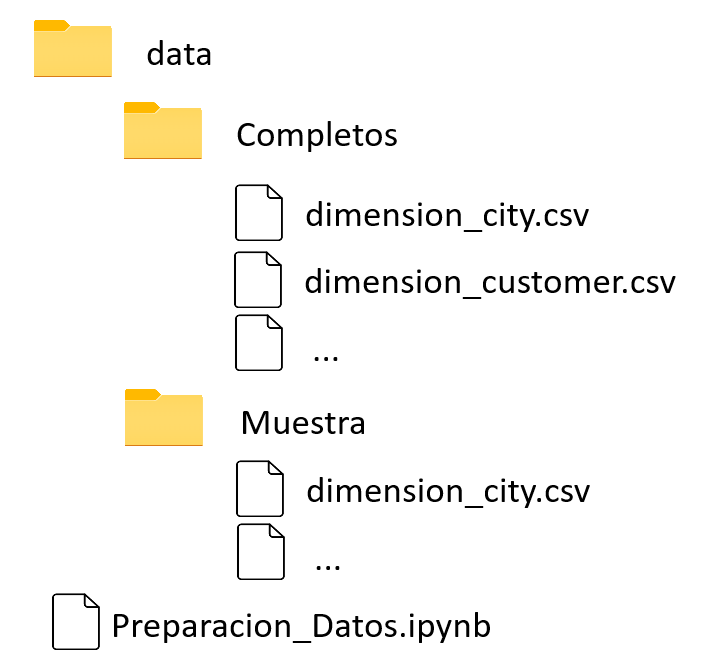 data
Completos
dimension_city.csv
dimension_customer.csv
...
Muestra
dimension_city.csv
...
Preparacion_Datos.ipynb